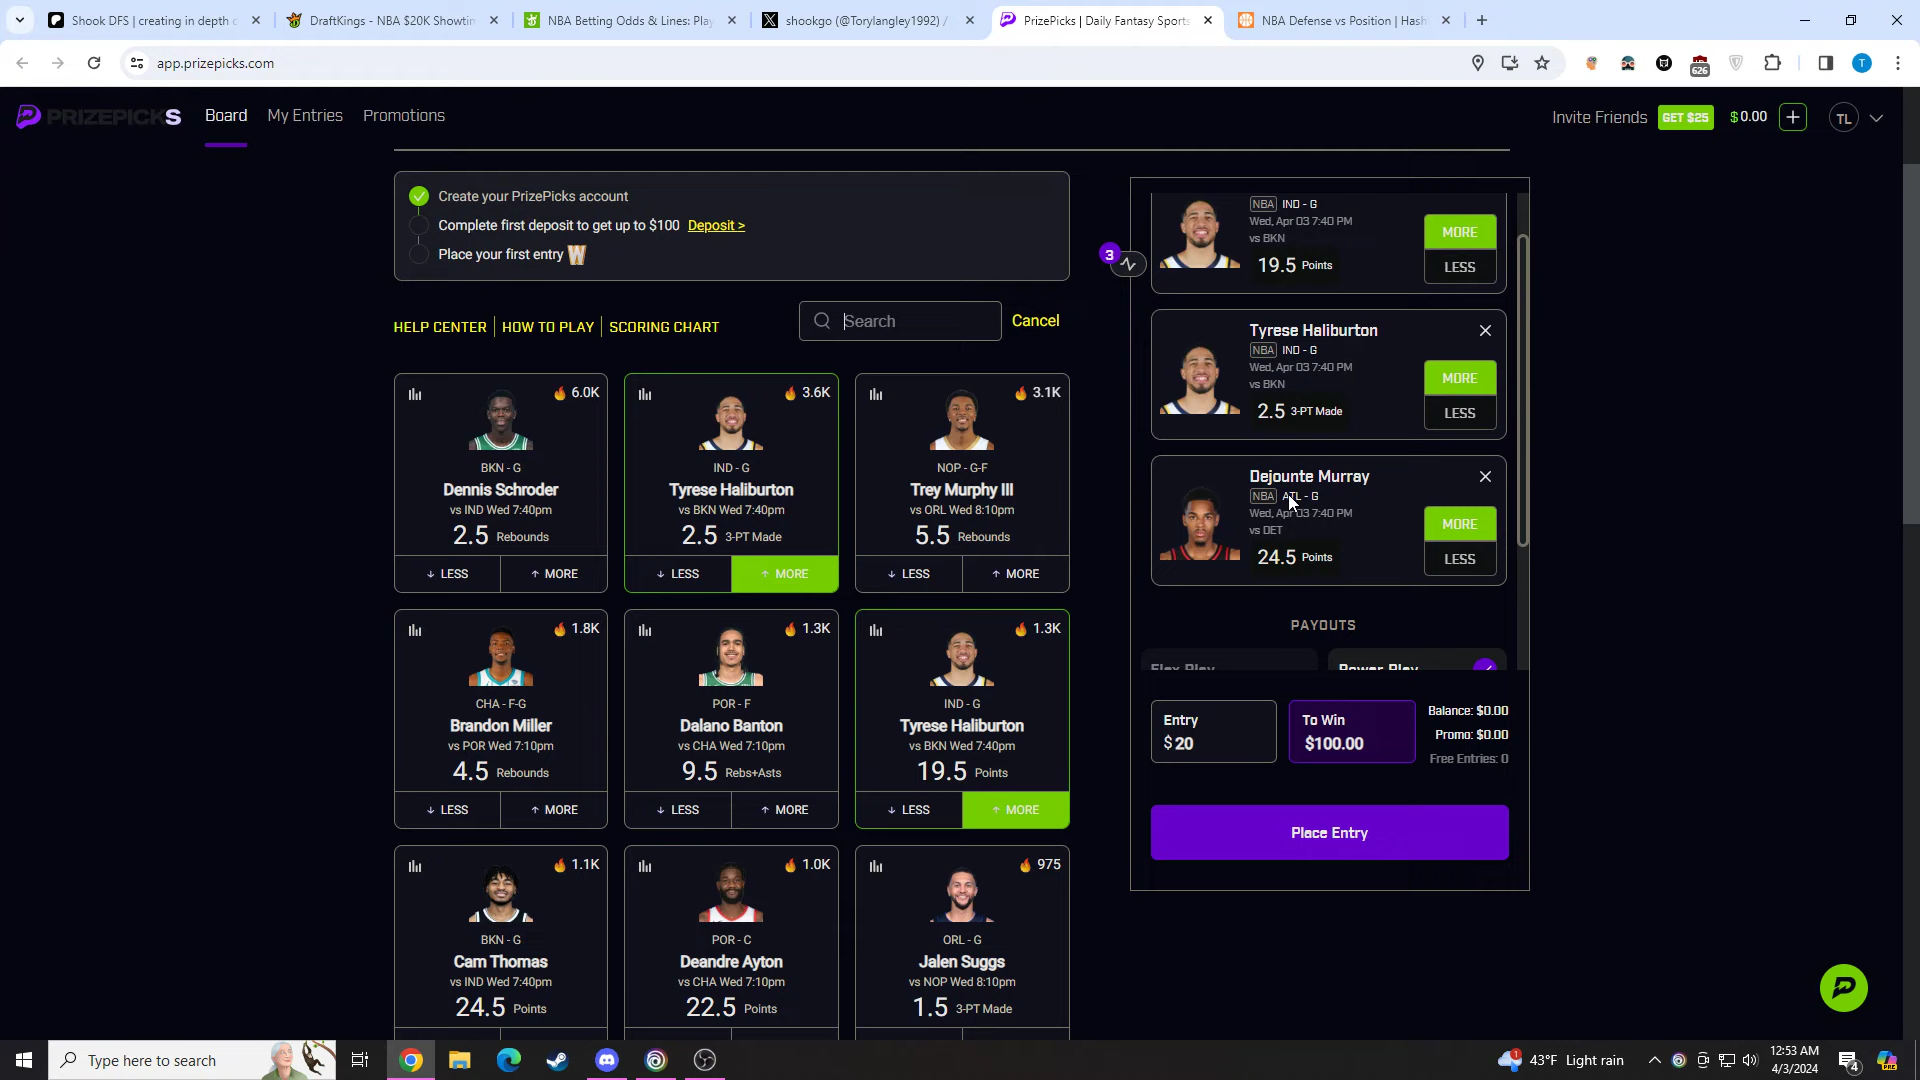 Shook DFS | creating in depth c
DraftKings - NBA $20K Showtin
NBA Betting Odds & Lines: Play
shookgo (@Torylangley1992) /
PrizePicks | Daily Fantasy Sports
NBA Defense vs Position | Hash
app.prizepicks.com
626
T
PRIZEPICKS
Board
My Entries
Promotions
Invite Friends
GET $25
$0.00
TL
Create your PrizePicks account
Complete first deposit to get up to $100 Deposit >
Place your first entry
HELP CENTER
HOW TO PLAY
SCORING CHART
Search
Cancel
6.0K
BKN - G
Dennis Schroder
vs IND Wed 7:40pm
2.5 Rebounds
LESS
MORE
3.6K
IND - G
Tyrese Haliburton
vs BKN Wed 7:40pm
2.5 3-PT Made
LESS
MORE
3.1K
NOP - G-F
Trey Murphy III
vs ORL Wed 8:10pm
5.5 Rebounds
LESS
MORE
1.8K
CHA - F-G
Brandon Miller
vs POR Wed 7:10pm
4.5 Rebounds
LESS
MORE
1.3K
POR - F
Dalano Banton
vs CHA Wed 7:10pm
9.5 Rebs+Asts
LESS
MORE
1.3K
IND - G
Tyrese Haliburton
vs BKN Wed 7:40pm
19.5 Points
LESS
MORE
1.1K
BKN - G
Cam Thomas
vs IND Wed 7:40pm
24.5 Points
1.0K
POR - C
Deandre Ayton
vs CHA Wed 7:10pm
22.5 Points
975
ORL - G
Jalen Suggs
vs NOP Wed 8:10pm
1.5 3-PT Made
3
NBA IND - G
Wed, Apr 03 7:40 PM
vs BKN
19.5 Points
MORE
LESS
Tyrese Haliburton
NBA IND - G
Wed, Apr 03 7:40 PM
vs BKN
2.5 3-PT Made
MORE
LESS
Dejounte Murray
NBA ATL - G
Wed, Apr 03 7:40 PM
vs DET
24.5 Points
MORE
LESS
PAYOUTS
Flex Play
Power Play
Entry
$ 20
To Win
$100.00
Balance: $0.00
Promo: $0.00
Free Entries: 0
Place Entry
Type here to search
1
43°F Light rain
12:53 AM
4/3/2024
4
PRE